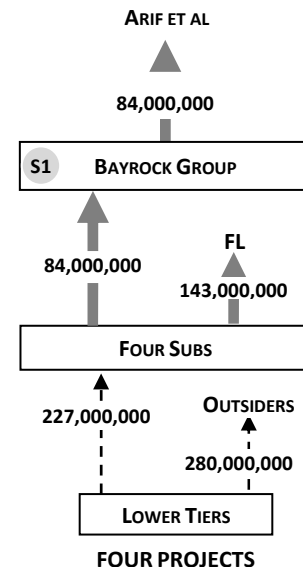 ARIF ET AL
84,000,000
S1 BAYROCK GROUP
FL
84,000,000
143,000,000
FOUR SUBS
OUTSIDERS
227,000,000
280,000,000
LOWER TIERS
FOUR PROJECTS